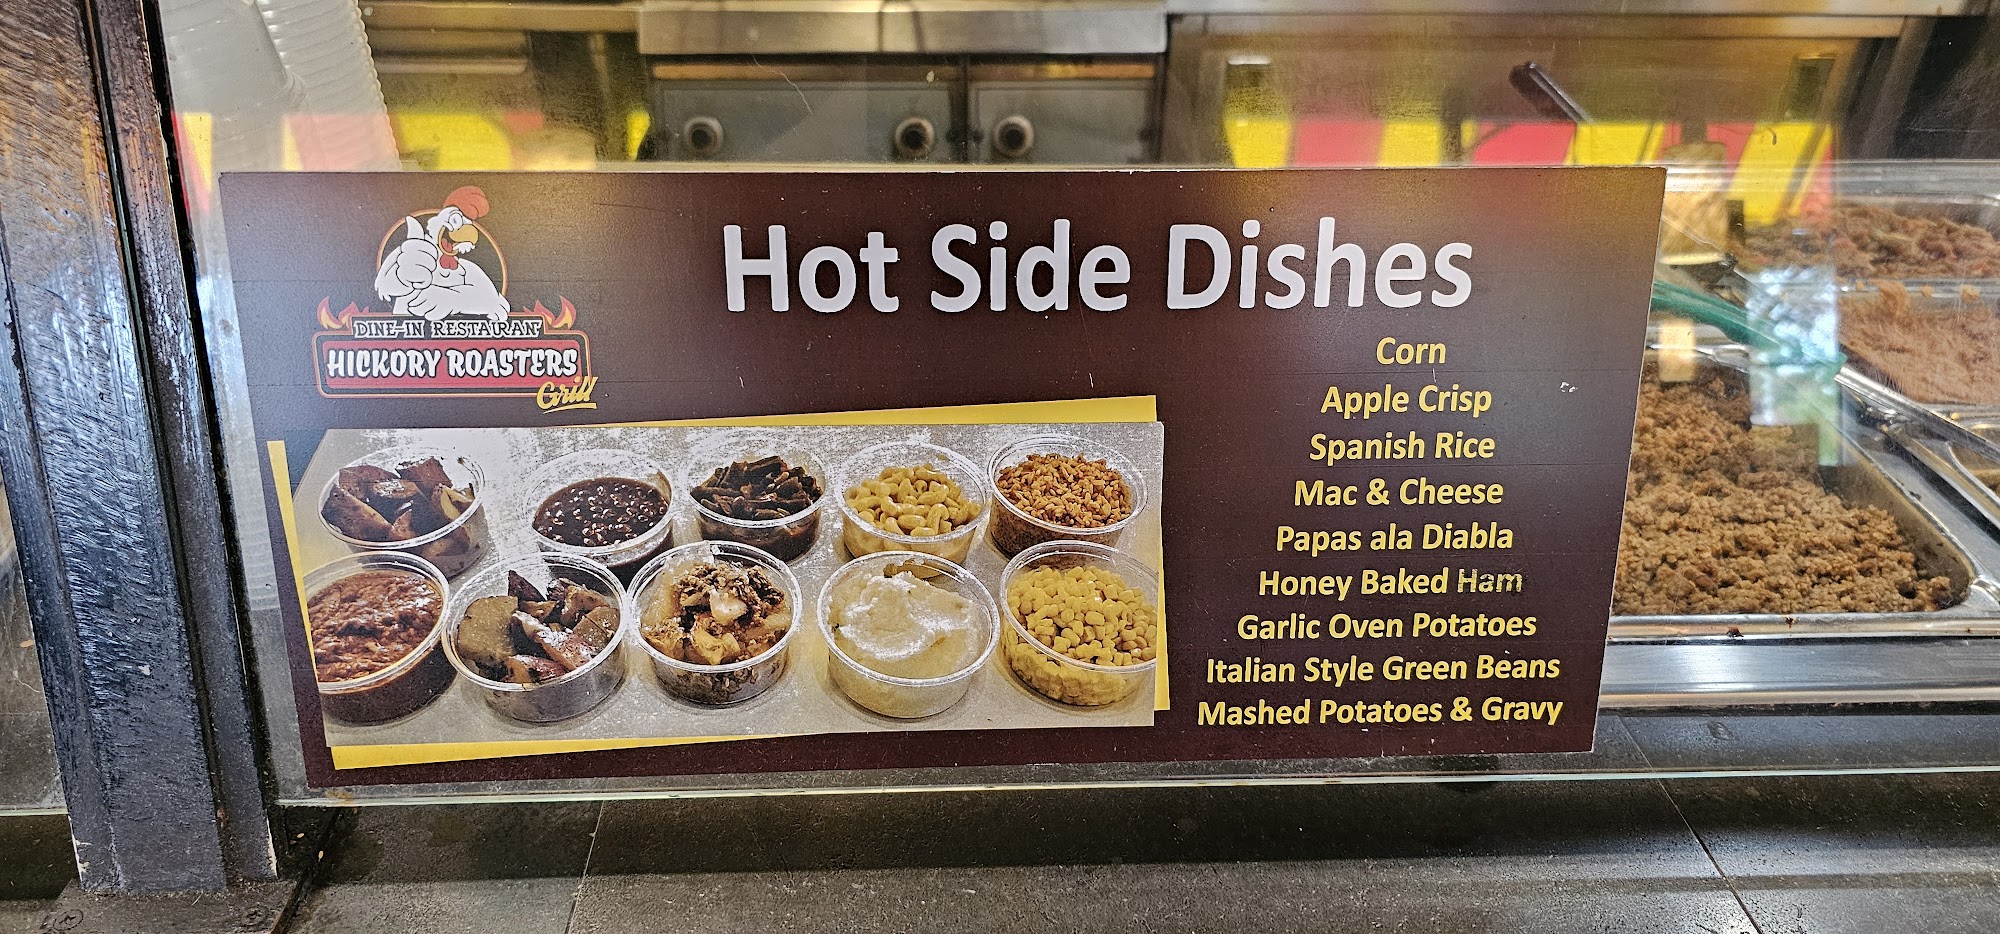 DINE-IN RESTAURANT
HICKORY ROASTERS
Grill
Hot Side Dishes
Corn
Apple Crisp
Spanish Rice
Mac & Cheese
Papas ala Diabla
Honey Baked Ham
Garlic Oven Potatoes
Italian Style Green Beans
Mashed Potatoes & Gravy